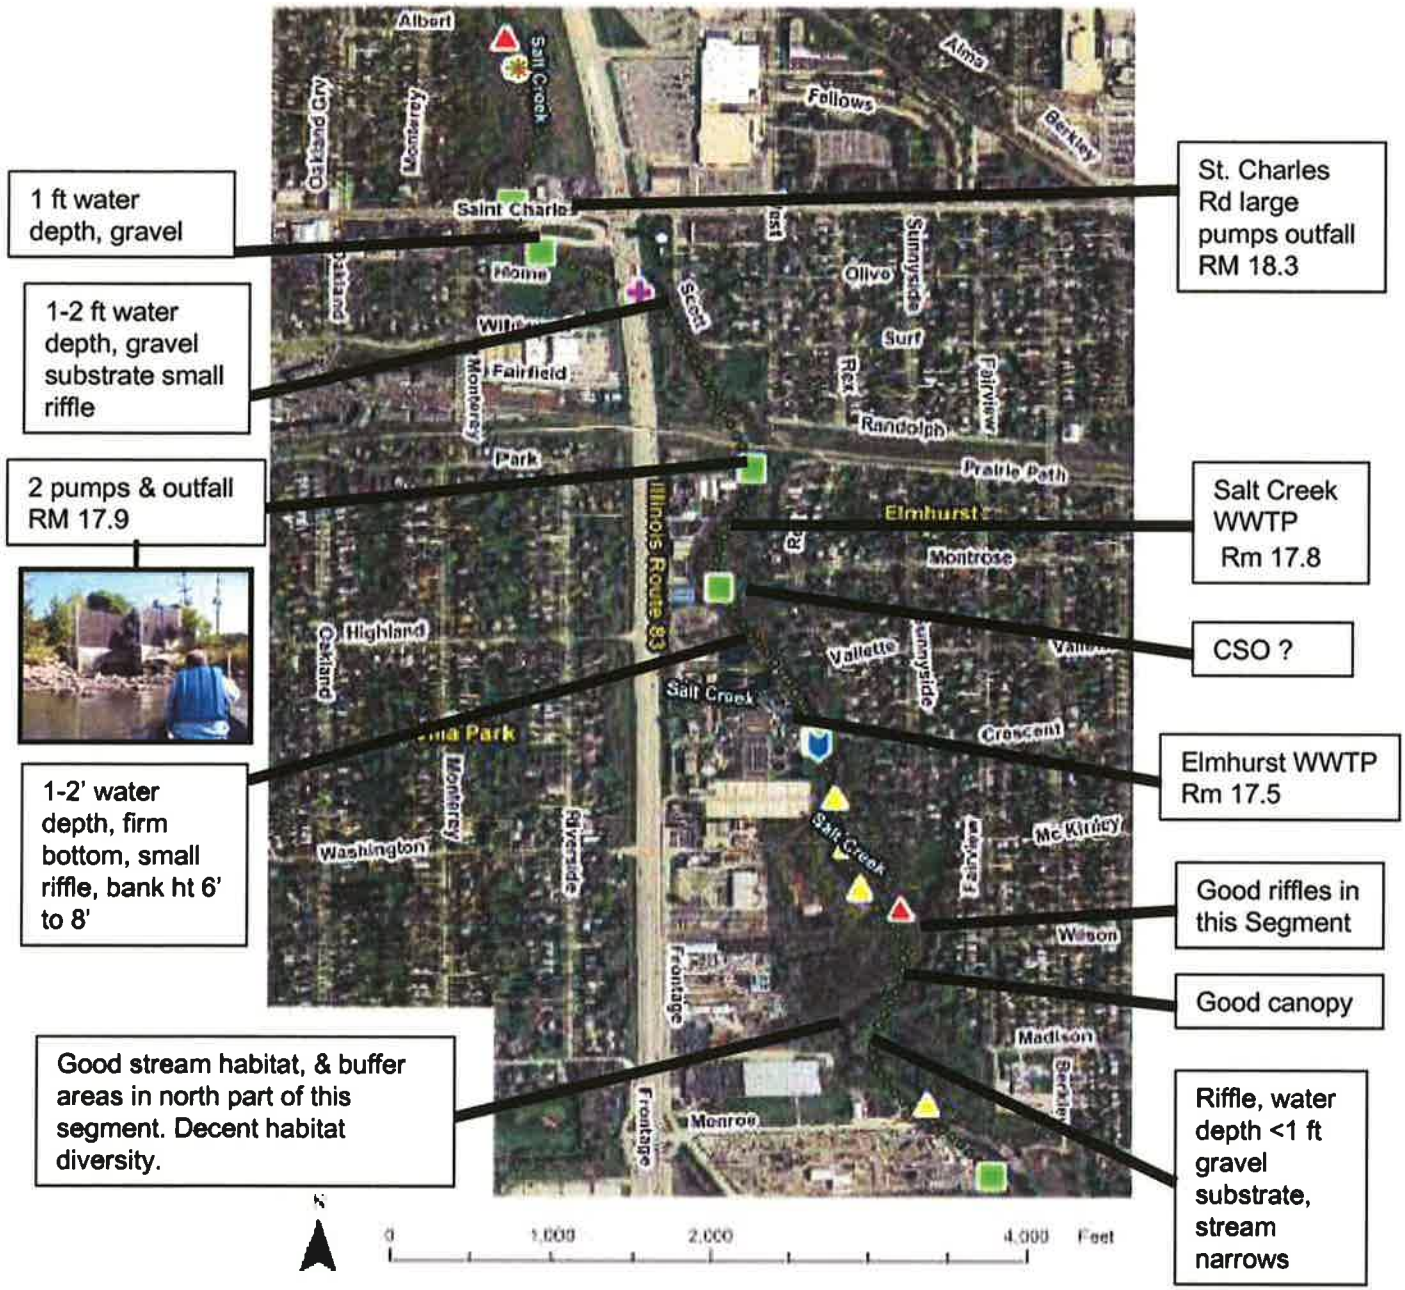 Albert
Salt Creek
Alma
Oakland Gry
Monterey
Fellows
Berkley
St. Charles
Rd large
pumps outfall
RM 18.3
1 ft water
depth, gravel
Saint Charles
Home
Olive
Sunnyside
Scott
1-2 ft water
depth, gravel
substrate small
riffle
Surf
Fairfield
Monterey
Rex
Fairview
Randolph
Park
Prairie Path
2 pumps & outfall
RM 17.9
Illinois Route 83
Elmhurst
Montrose
Salt Creek
WWTP
Rm 17.8
Highland
Oakland
Vallette
CSO ?
Salt Creek
Crescent
Elmhurst WWTP
Rm 17.5
1-2' water
depth, firm
bottom, small
riffle, bank ht 6'
to 8'
Park
Monterey
Riverside
Washington
Salt Creek
Mc Kinley
Fairview
Good riffles in
this Segment
Wilson
Frontage
Good canopy
Madison
Berkley
Good stream habitat, & buffer
areas in north part of this
segment. Decent habitat
diversity.
Frontage
Monroe
Riffle, water
depth <1 ft
gravel
substrate,
stream
narrows
N
0 1,000 2,000 4,000 Feet